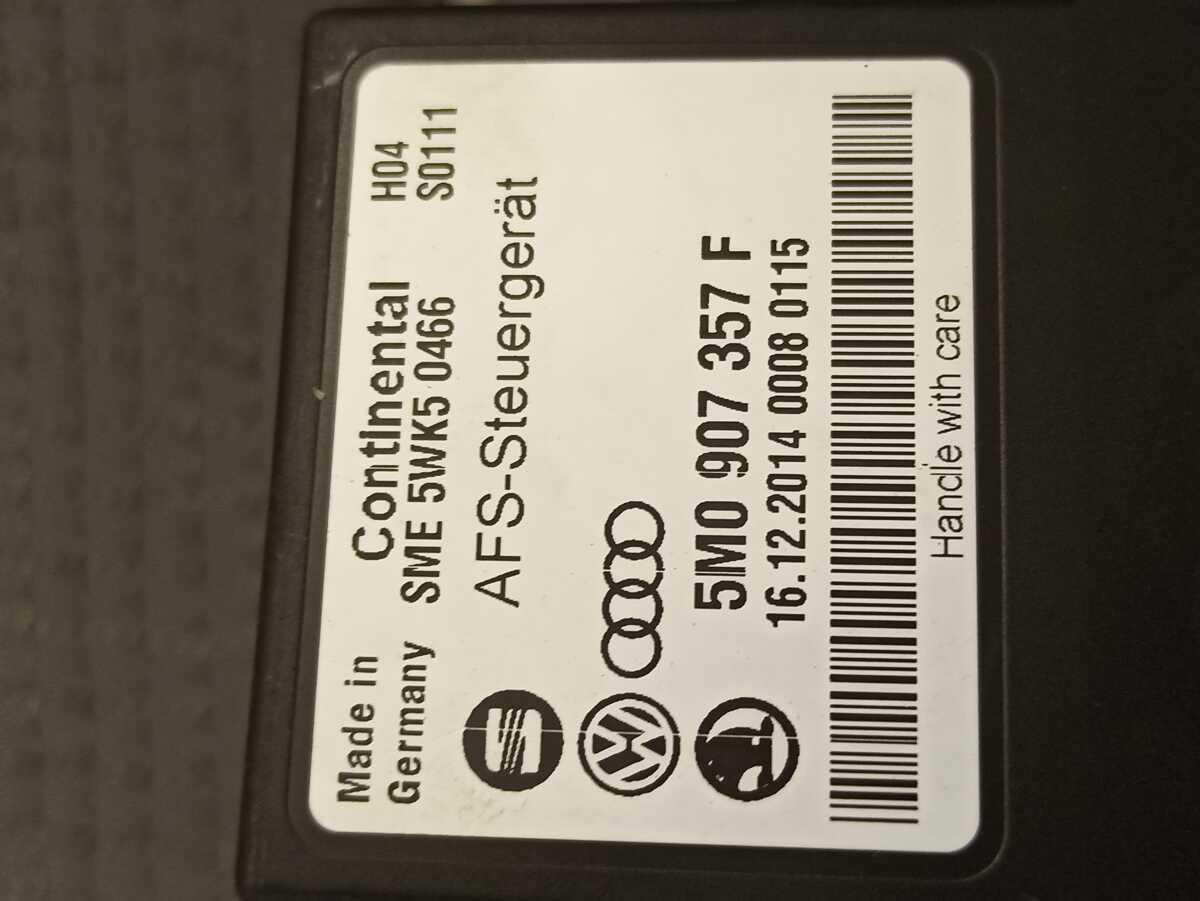 Made in Continental H04
Germany SME 5WK5 0466 S0111
AFS-Steuergerät
5M0 907 357 F
16.12.2014 0008 0115
Handle with care